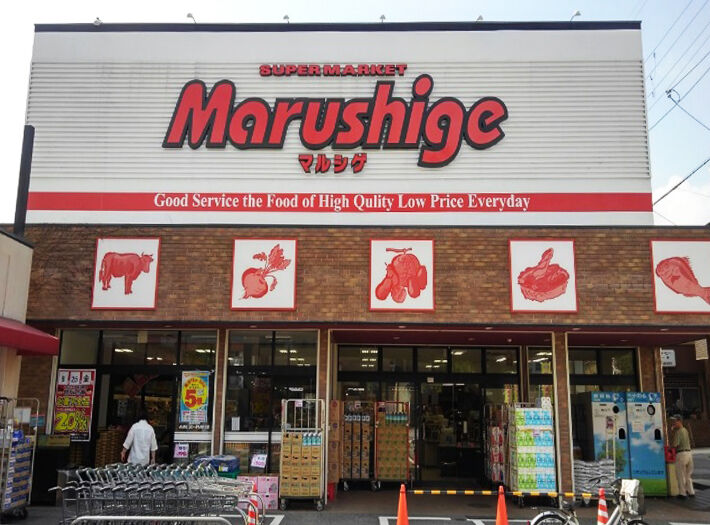 SUPER MARKET
Marushige
マルシゲ
Good Service the Food of High Qulity Low Price Everyday
20%
5倍